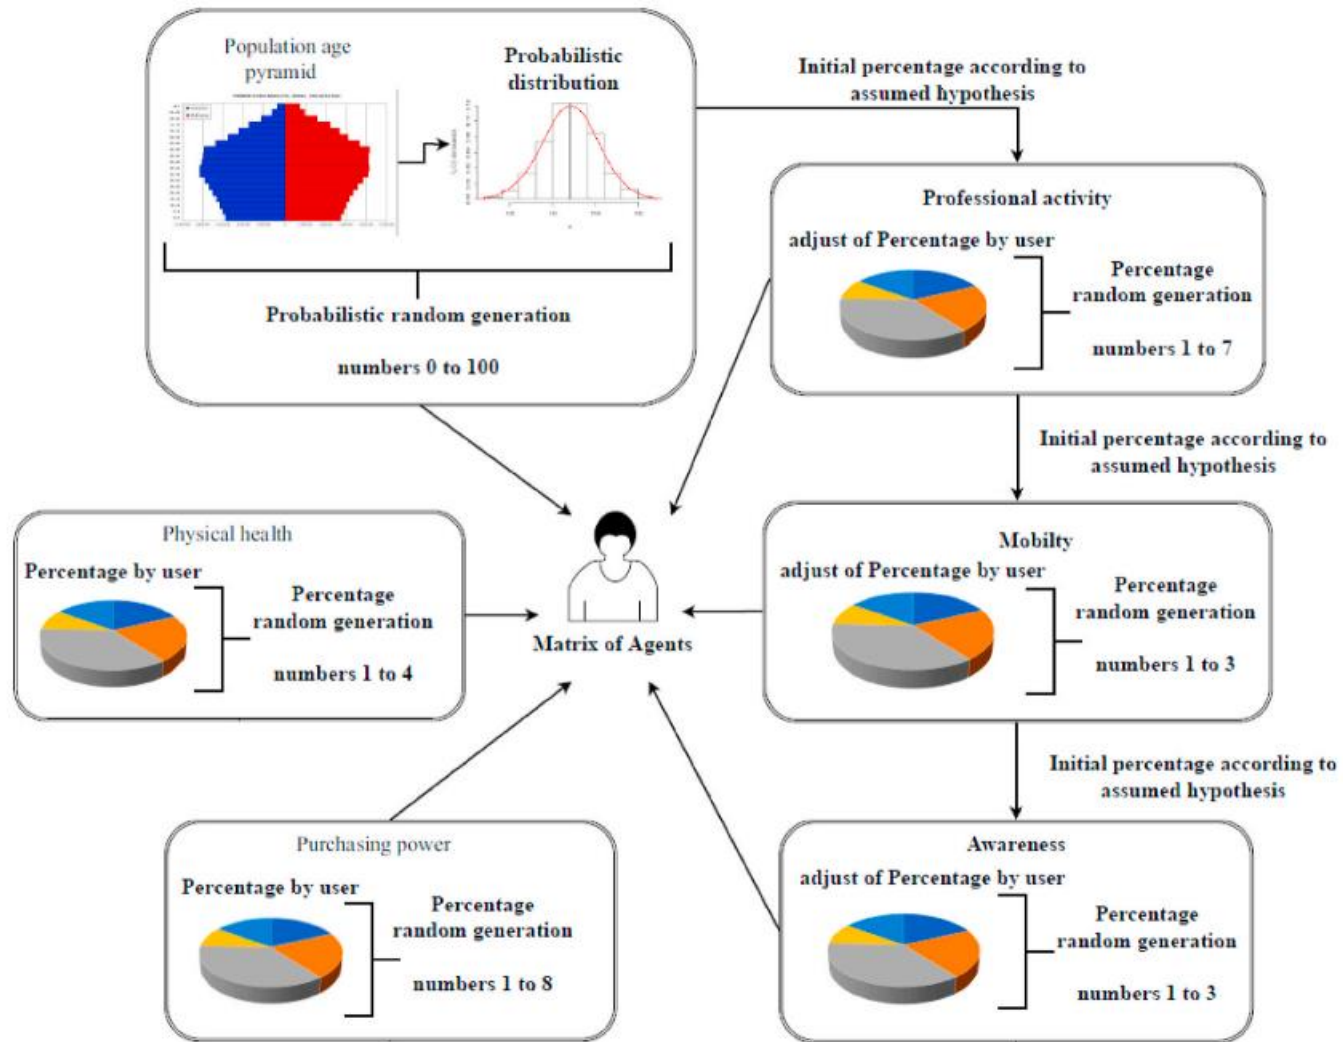 Population age
pyramid
Probabilistic
distribution
Probabilistic random generation
numbers 0 to 100
Initial percentage according to
assumed hypothesis
Professional activity
adjust of Percentage by user
Percentage
random generation
numbers 1 to 7
Initial percentage according to
assumed hypothesis
Physical health
Percentage by user
Percentage
random generation
numbers 1 to 4
Matrix of Agents
Mobilty
adjust of Percentage by user
Percentage
random generation
numbers 1 to 3
Initial percentage according to
assumed hypothesis
Purchasing power
Percentage by user
Percentage
random generation
numbers 1 to 8
Awareness
adjust of Percentage by user
Percentage
random generation
numbers 1 to 3